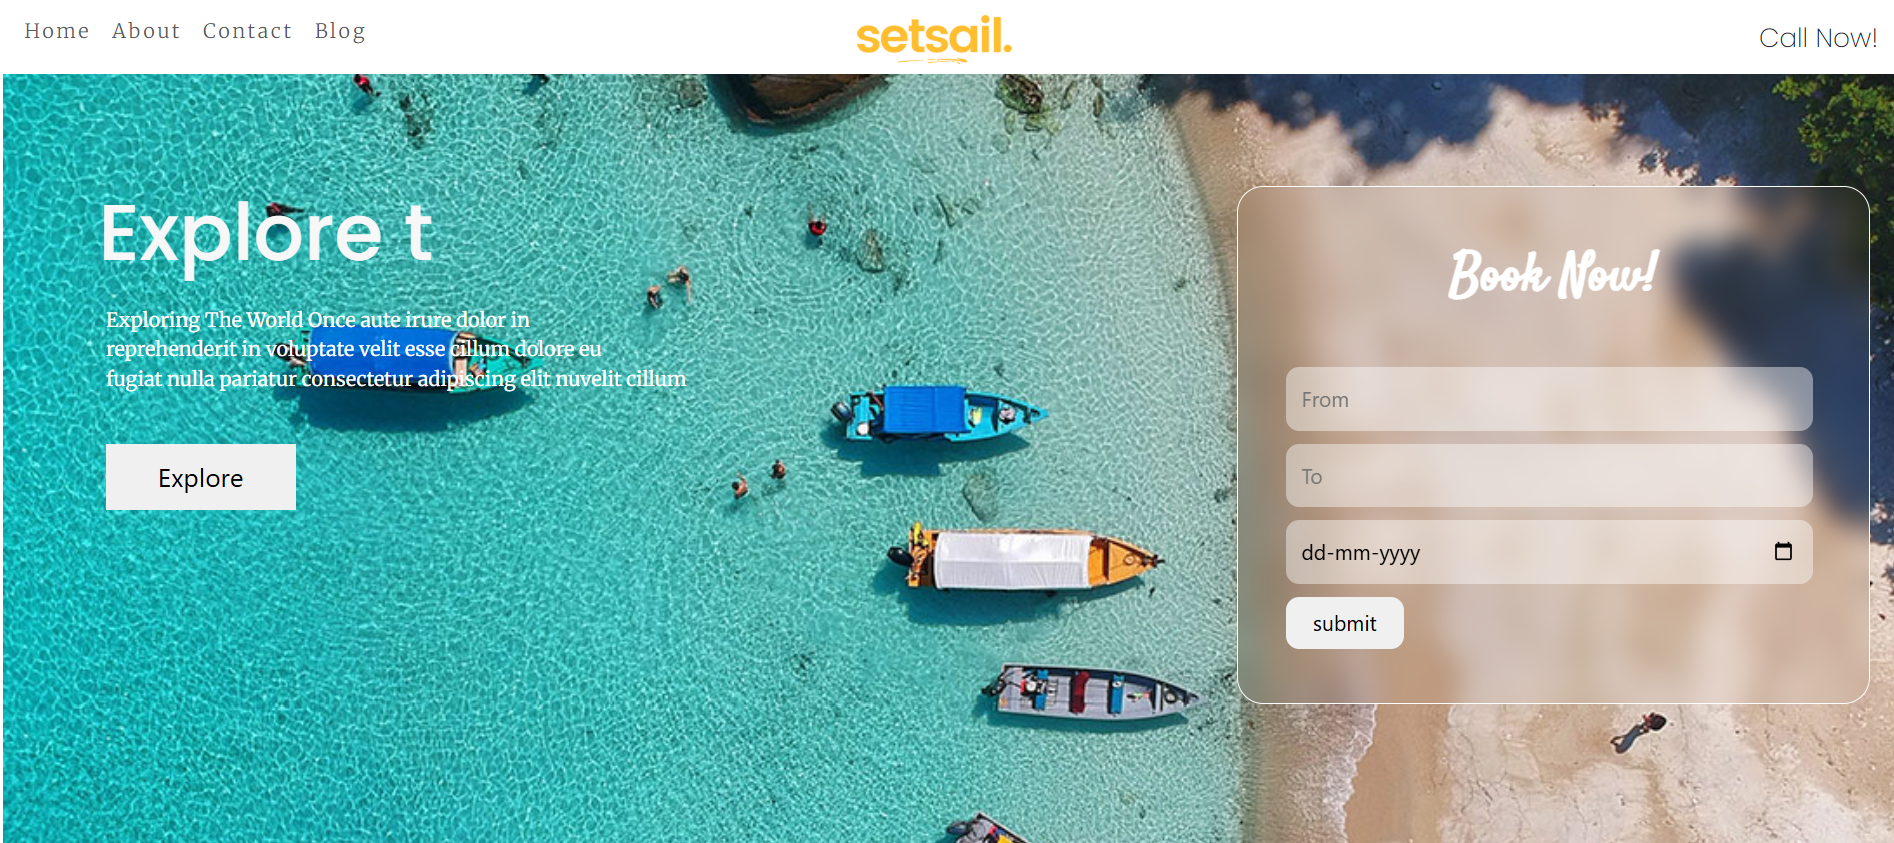 Home About Contact Blog
setsail.
Call Now!
Explore t
Exploring The World Once aute irure dolor in
reprehenderit in voluptate velit esse cillum dolore eu
fugiat nulla pariatur consectetur adipiscing elit nuvelit cillum
Explore
Book Now!
From
To
dd-mm-yyyy
submit